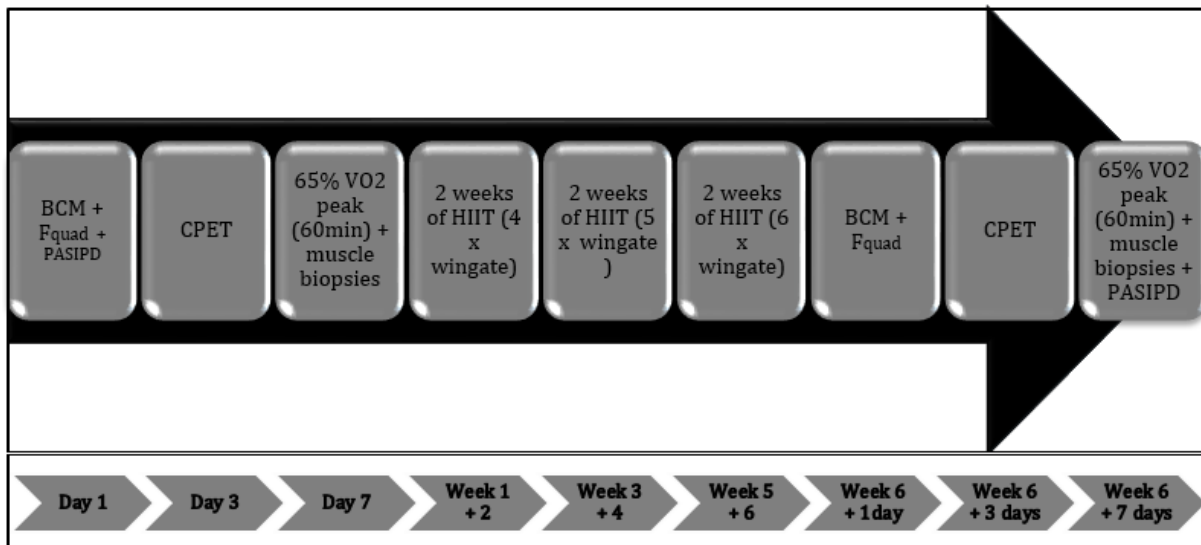 BCM +
Fquad +
PASIPD
CPET
65% VO2
peak
(60min) +
muscle
biopsies
2 weeks
of HIIT (4
x
wingate)
2 weeks
of HIIT (5
x wingate
)
2 weeks
of HIIT (6
x
wingate)
BCM +
Fquad
CPET
65% VO2
peak
(60min) +
muscle
biopsies +
PASIPD
Day 1
Day 3
Day 7
Week 1
+ 2
Week 3
+ 4
Week 5
+ 6
Week 6
+ 1day
Week 6
+ 3 days
Week 6
+ 7 days